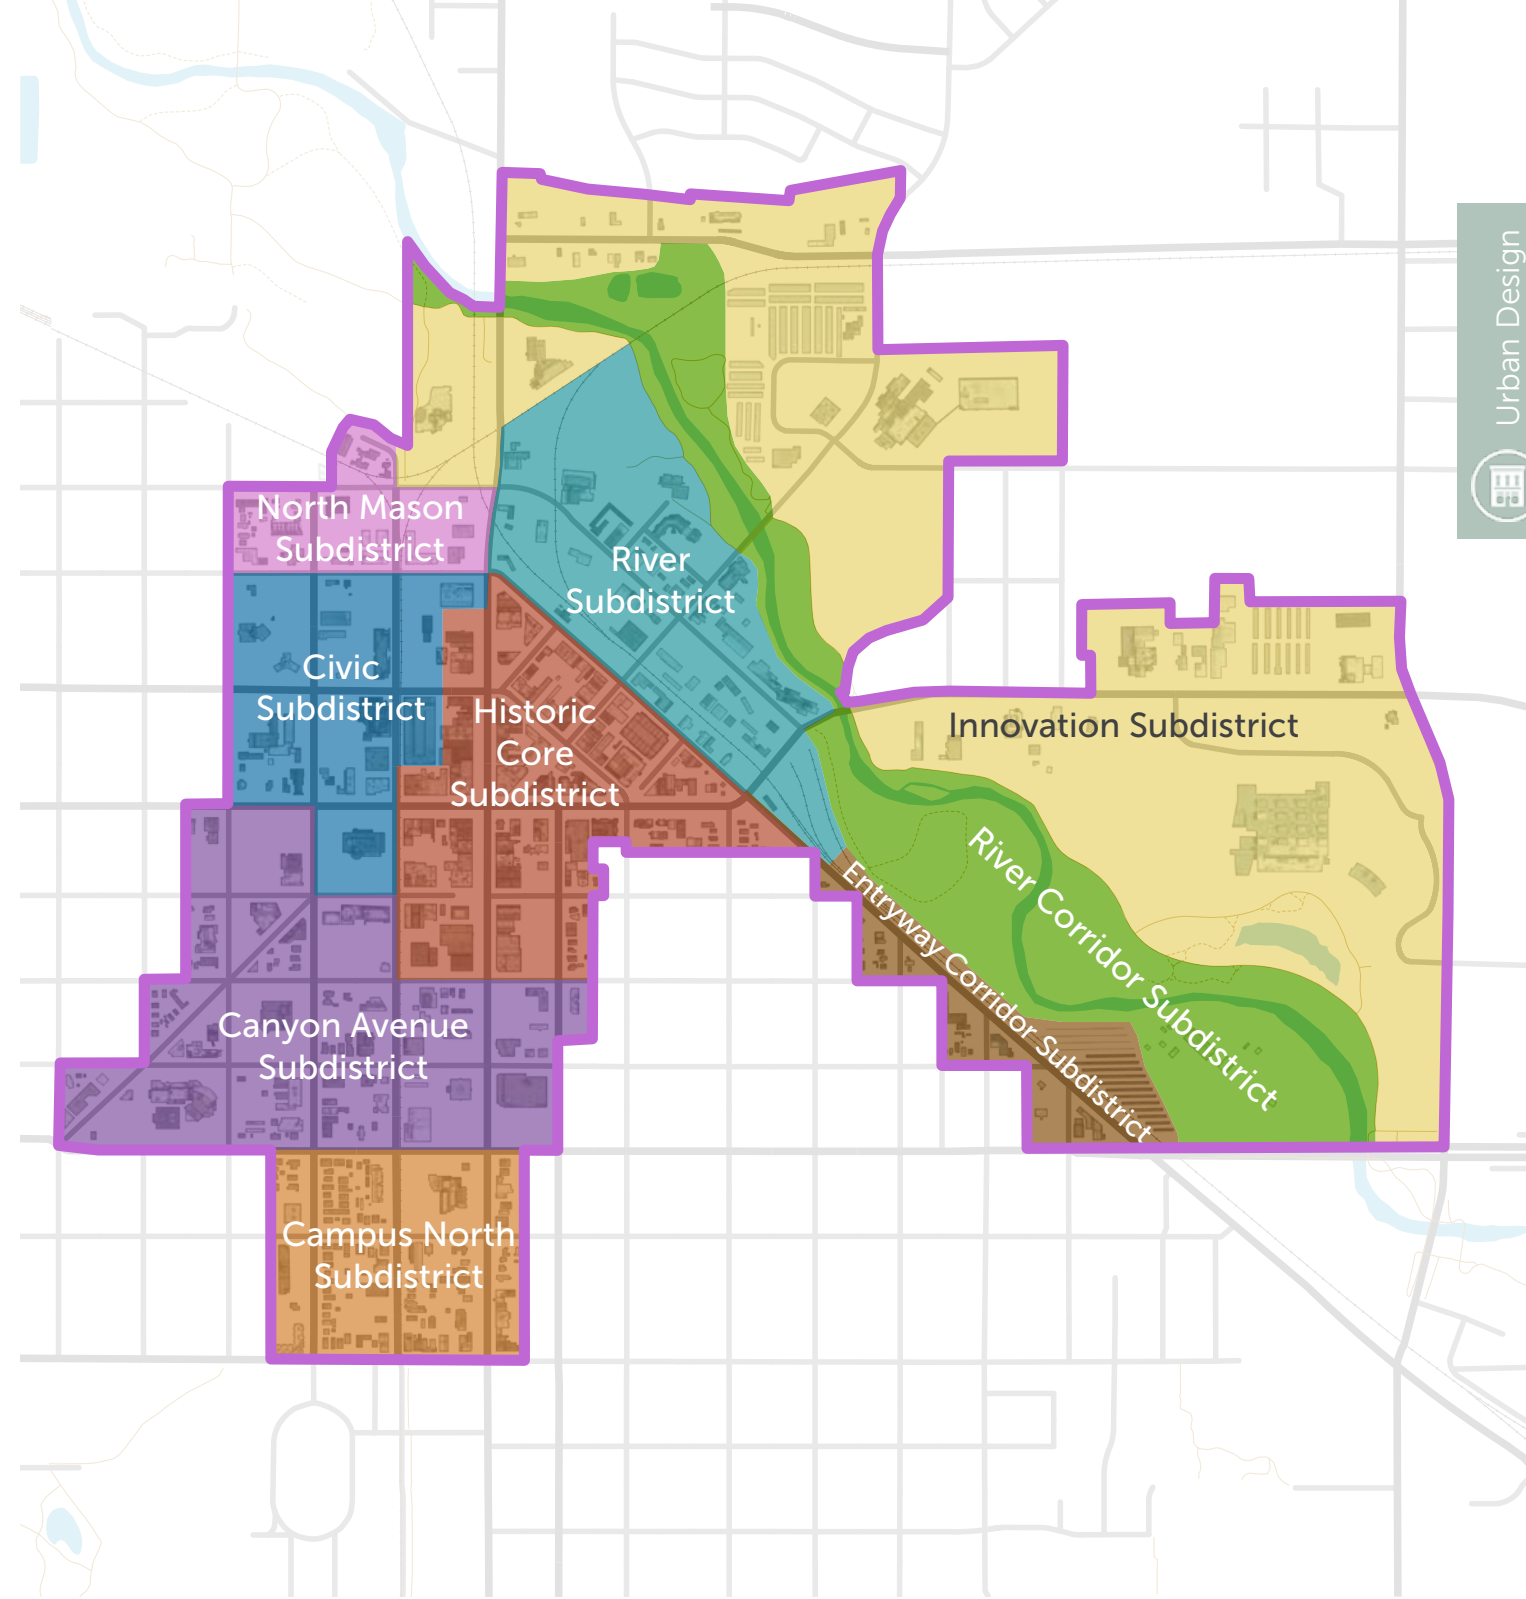 Urban Design
North Mason
Subdistrict
River
Subdistrict
Civic
Subdistrict
Historic
Core
Subdistrict
Innovation Subdistrict
River Corridor Subdistrict
Entryway Corridor Subdistrict
Canyon Avenue
Subdistrict
Campus North
Subdistrict